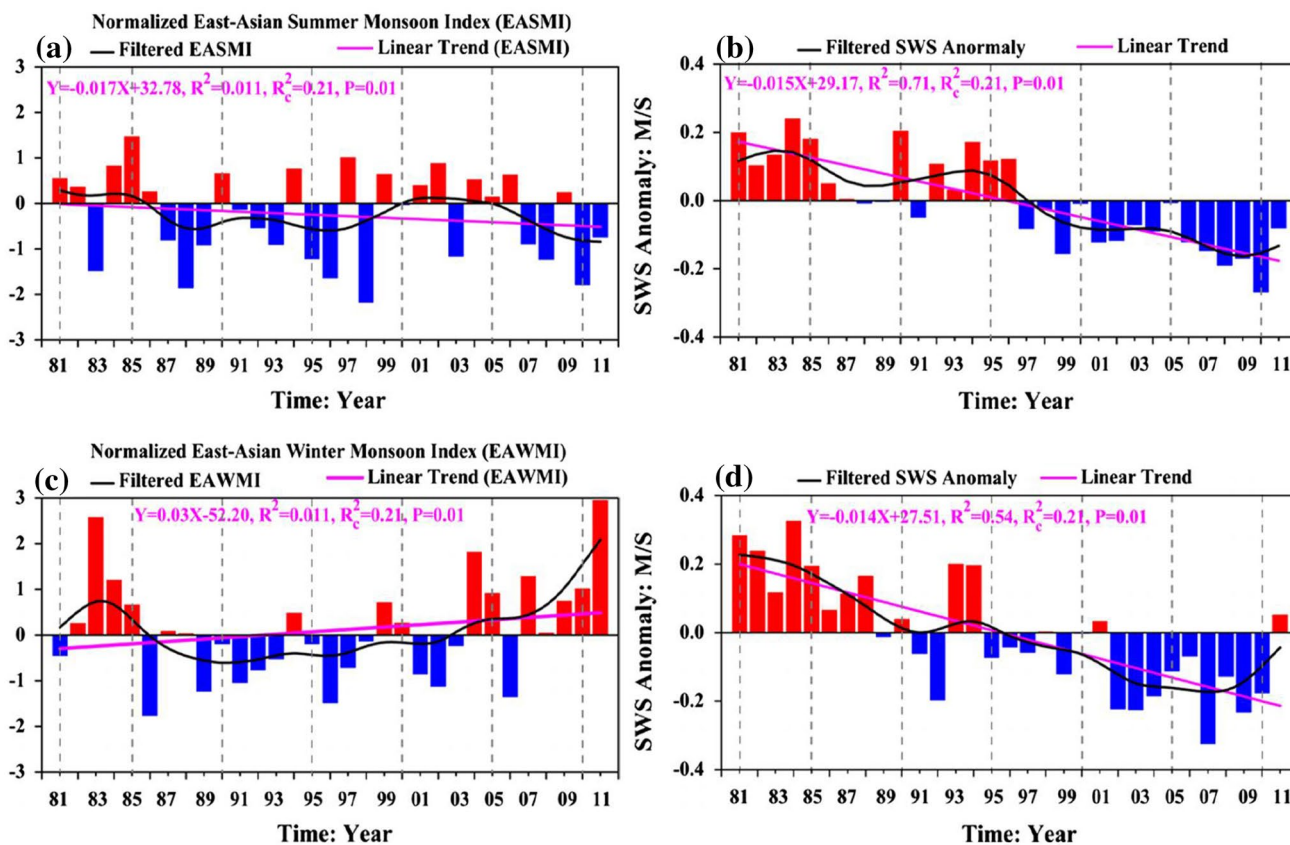 Normalized East-Asian Summer Monsoon Index (EASMI)
(a)
Filtered EASMI
Linear Trend (EASMI)
Y=-0.017X+32.78, R²=0.011, R²c=0.21, P=0.01
3
2
1
0
-1
-2
-3
81 83 85 87 89 91 93 95 97 99 01 03 05 07 09 11
Time: Year
(b)
Filtered SWS Anormaly
Linear Trend
Y=-0.015X+29.17, R²=0.71, R²c=0.21, P=0.01
SWS Anomaly: M/S
0.4
0.2
0.0
-0.2
-0.4
81 83 85 87 89 91 93 95 97 99 01 03 05 07 09 11
Time: Year
Normalized East-Asian Winter Monsoon Index (EAWMI)
(c)
Filtered EAWMI
Linear Trend (EAWMI)
Y=0.03X-52.20, R²=0.011, R²c=0.21, P=0.01
3
2
1
0
-1
-2
-3
81 83 85 87 89 91 93 95 97 99 01 03 05 07 09 11
Time: Year
(d)
Filtered SWS Anomaly
Linear Trend
Y=-0.014X+27.51, R²=0.54, R²c=0.21, P=0.01
SWS Anomaly: M/S
0.4
0.2
0.0
-0.2
-0.4
81 83 85 87 89 91 93 95 97 99 01 03 05 07 09 11
Time: Year